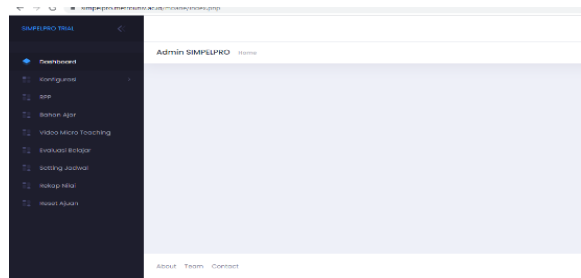 SIMPELPRO TRIAL
Admin SIMPELPRO Home
Dashboard
Konfigurasi
RPP
Bahan Ajar
Video Micro Teaching
Evaluasi Belajar
Setting Jadwal
Rekap Nilai
Reset Ajuan
About Team Contact